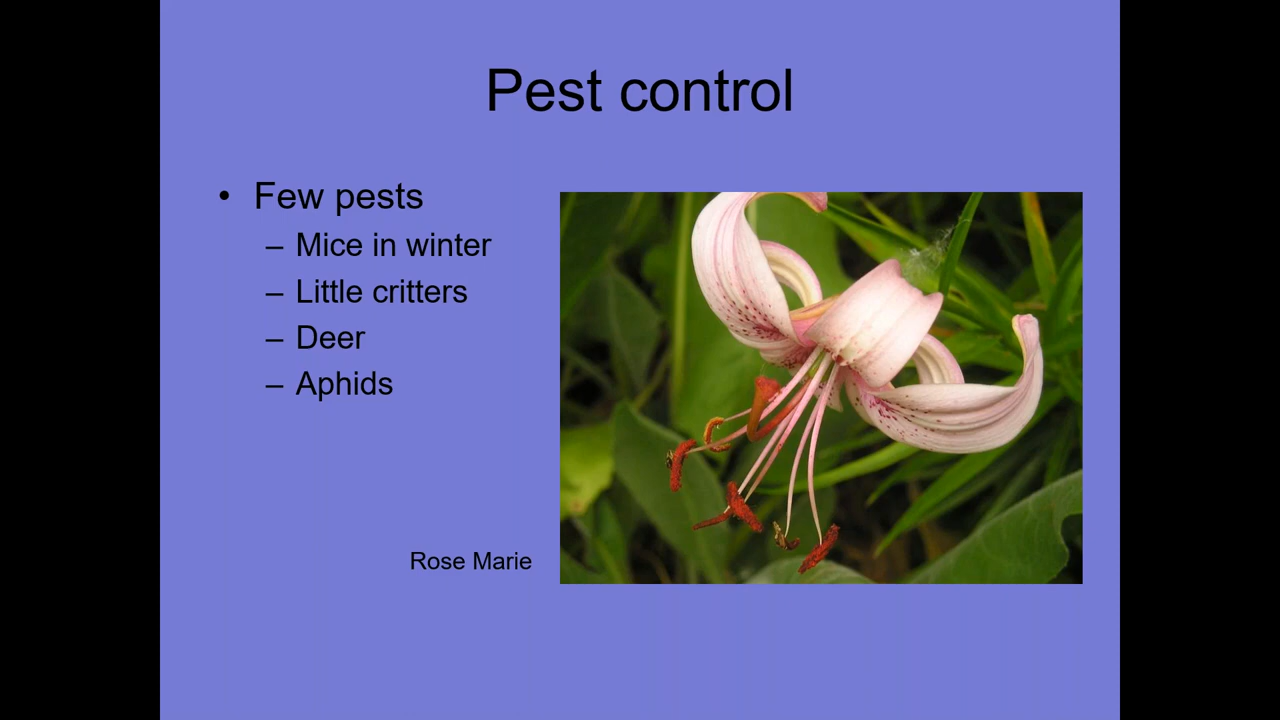 Pest control
• Few pests
– Mice in winter
– Little critters
– Deer
– Aphids
Rose Marie